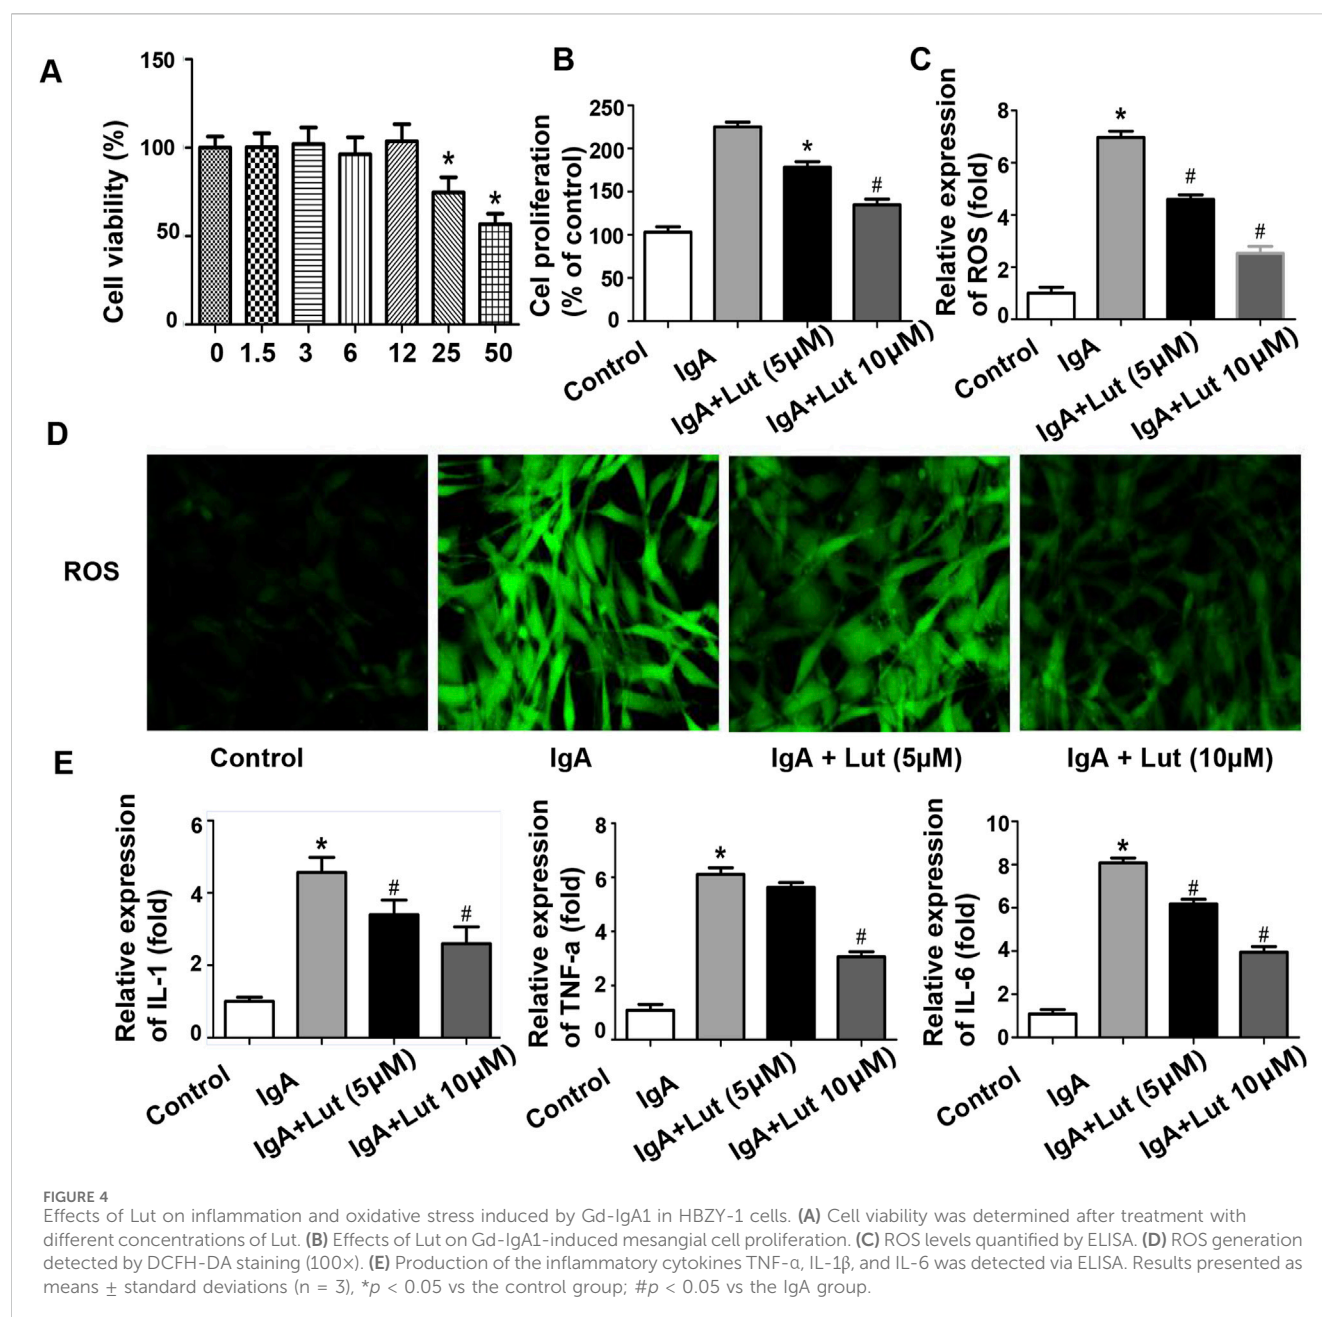 A
Cell viability (%)
150
100
50
0
*
*
0 1.5 3 6 12 25 50
B
Cel proliferation
(% of control)
250
200
150
100
50
0
*
#
Control
IgA
IgA+Lut (5μM)
IgA+Lut 10μM)
C
Relative expression
of ROS (fold)
8
6
4
2
0
*
#
#
Control
IgA
IgA+Lut (5μM)
IgA+Lut 10μM)
D
ROS
Control
IgA
IgA + Lut (5μM)
IgA + Lut (10μM)
E
Relative expression
of IL-1 (fold)
6
4
2
0
*
#
#
Control
IgA
IgA+Lut (5μM)
IgA+Lut 10μM)
Relative expression
of TNF-a (fold)
8
6
4
2
0
*
#
Control
IgA
IgA+Lut (5μM)
IgA+Lut 10μM)
Relative expression
of IL-6 (fold)
10
8
6
4
2
0
*
#
#
Control
IgA
IgA+Lut (5μM)
IgA+Lut 10μM)
FIGURE 4
Effects of Lut on inflammation and oxidative stress induced by Gd-IgA1 in HBZY-1 cells. (A) Cell viability was determined after treatment with
different concentrations of Lut. (B) Effects of Lut on Gd-IgA1-induced mesangial cell proliferation. (C) ROS levels quantified by ELISA. (D) ROS generation
detected by DCFH-DA staining (100×). (E) Production of the inflammatory cytokines TNF-α, IL-1β, and IL-6 was detected via ELISA. Results presented as
means ± standard deviations (n = 3), *p < 0.05 vs the control group; #p < 0.05 vs the IgA group.